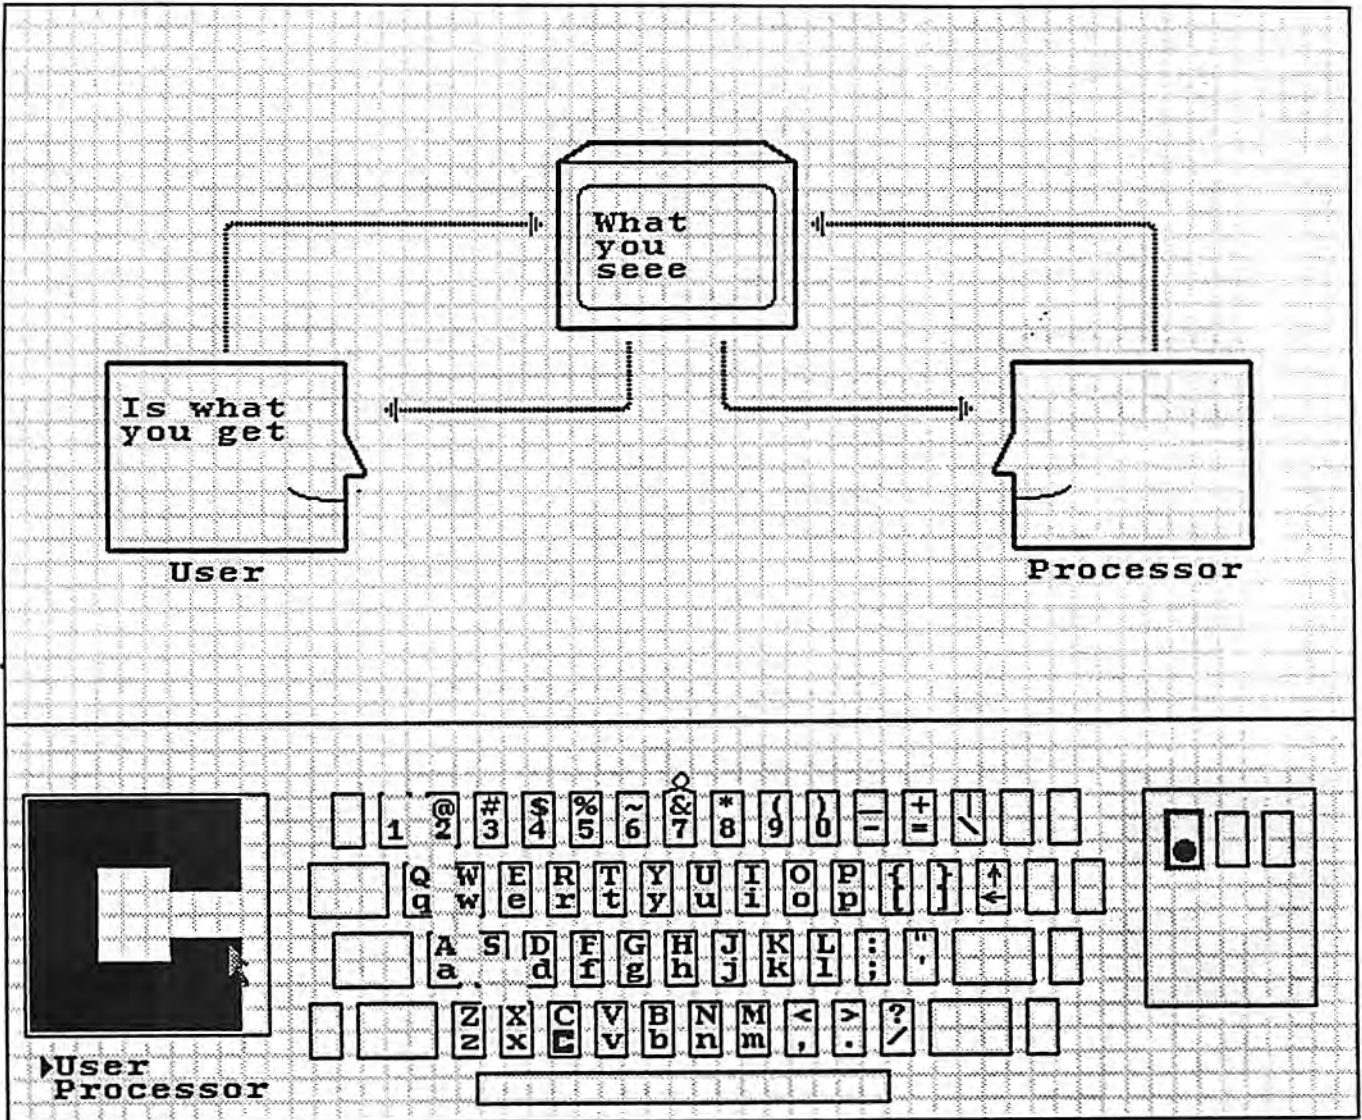 What
you
seee
Is what
you get
User
Processor
@ # $ % ~ & * ( ) — + |
1 2 3 4 5 6 7 8 9 0 - = \
Q W E R T Y U I O P { } ↑
q w e r t y u i o p [ ] ←
A S D F G H J K L : "
a d f g h j k l ; '
Z X C V B N M < > ?
z x v b n m , . /
▶User
Processor